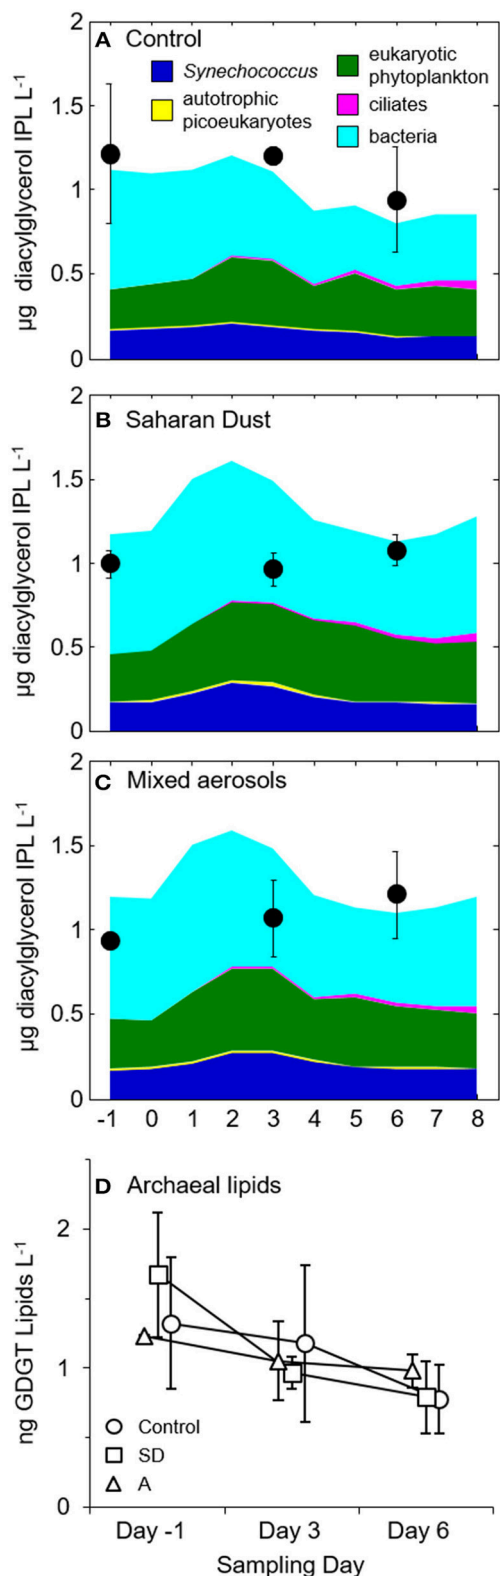 A Control
Synechococcus
autotrophic
picoeukaryotes
eukaryotic
phytoplankton
ciliates
bacteria
2
1.5
1
0.5
0
µg diacylglycerol IPL L-1
B Saharan Dust
2
1.5
1
0.5
0
µg diacylglycerol IPL L-1
C Mixed aerosols
2
1.5
1
0.5
0
µg diacylglycerol IPL L-1
-1 0 1 2 3 4 5 6 7 8
D Archaeal lipids
2
1
0
ng GDGT Lipids L-1
Control
SD
A
Day -1 Day 3 Day 6
Sampling Day